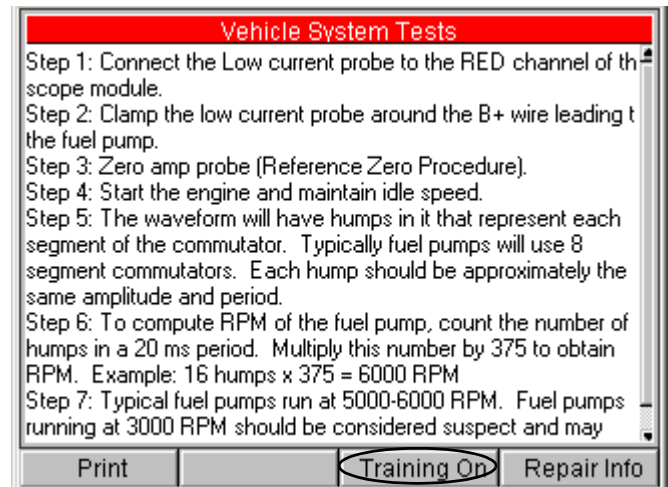 Vehicle System Tests
Step 1: Connect the Low current probe to the RED channel of th
scope module.
Step 2: Clamp the low current probe around the B+ wire leading t
the fuel pump.
Step 3: Zero amp probe (Reference Zero Procedure).
Step 4: Start the engine and maintain idle speed.
Step 5: The waveform will have humps in it that represent each
segment of the commutator.  Typically fuel pumps will use 8
segment commutators.  Each hump should be approximately the
same amplitude and period.
Step 6: To compute RPM of the fuel pump, count the number of
humps in a 20 ms period.  Multiply this number by 375 to obtain
RPM.  Example: 16 humps x 375 = 6000 RPM
Step 7: Typical fuel pumps run at 5000-6000 RPM.  Fuel pumps
running at 3000 RPM should be considered suspect and may
Print Training On Repair Info